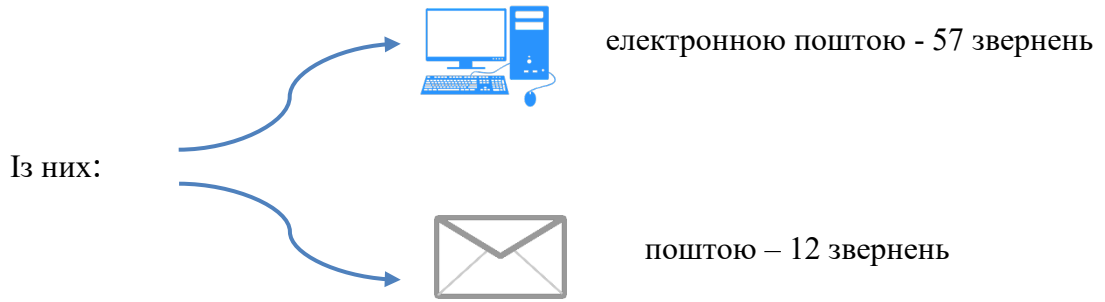 електронною поштою - 57 звернень
Із них:
поштою – 12 звернень